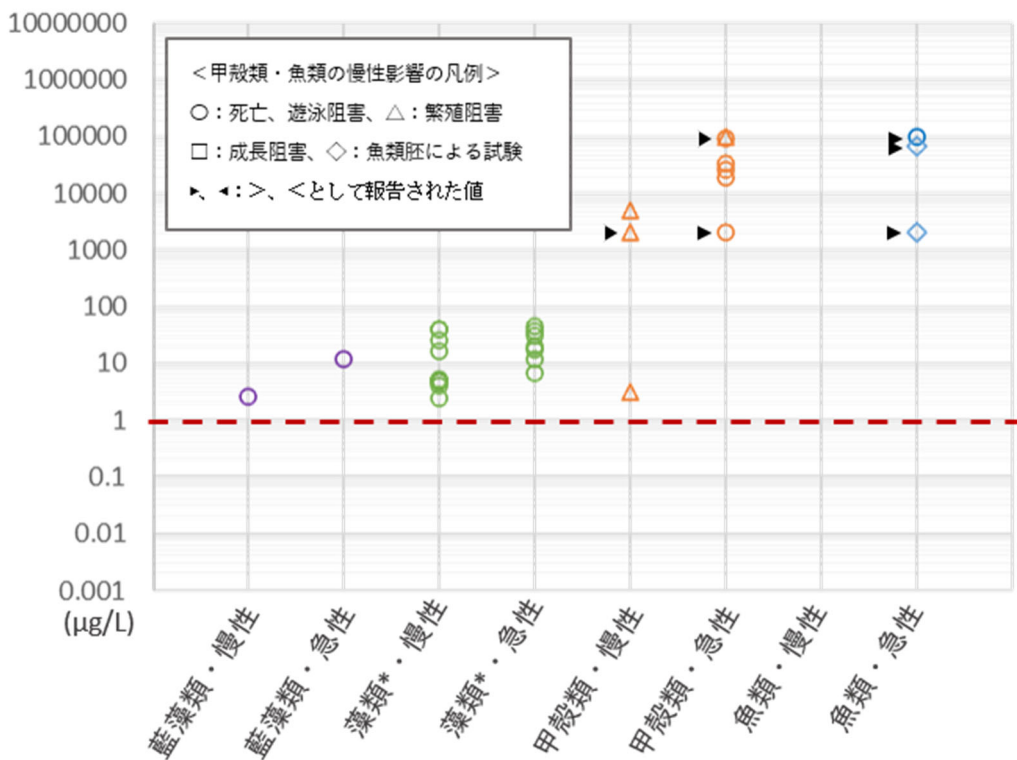 10000000
1000000
100000
10000
1000
100
10
1
0.1
0.01
0.001
(μg/L)
＜甲殻類・魚類の慢性影響の凡例＞
○：死亡、遊泳阻害、△：繁殖阻害
□：成長阻害、◇：魚類胚による試験
▶、◀：＞、＜として報告された値
藍藻類・慢性
藍藻類・急性
藻類*・慢性
藻類*・急性
甲殻類・慢性
甲殻類・急性
魚類・慢性
魚類・急性